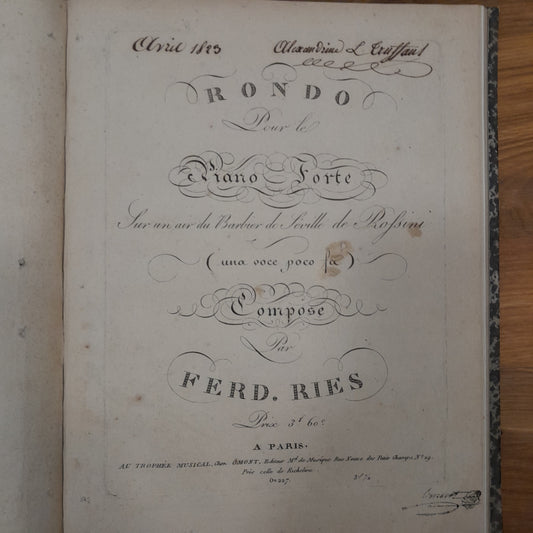 Avril 1823 Alexandrine L. Truffaut
RONDO
Pour le
Piano Forte
Sur un air du Barbier de Séville de Rossini
(una voce poco fa)
Composé
Par
FERD. RIES
Prix 3f 60c
A PARIS.
AU TROPHÉE MUSICAL, Chez OMONT, Editeur Md de Musique Rue Neuve des Petits Champs, No 29.
Près celle de Richelieu.
O=227.